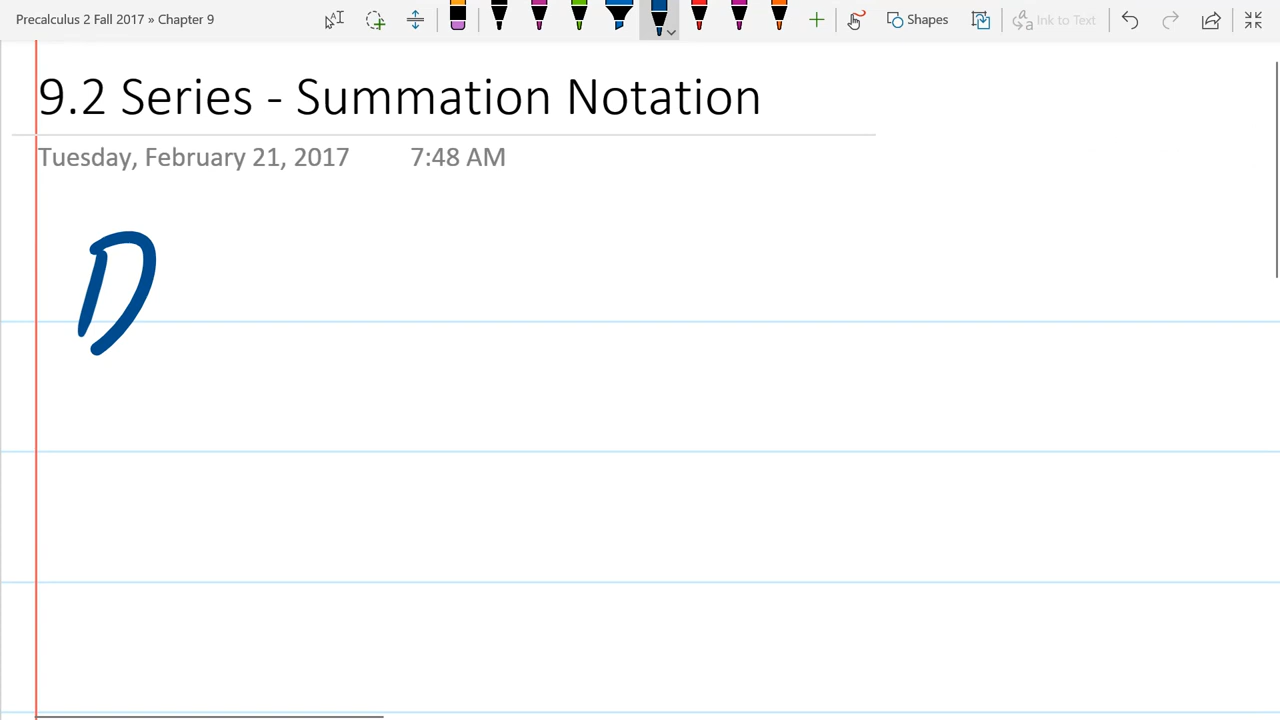 Precalculus 2 Fall 2017 » Chapter 9
Shapes
Ink to Text
9.2 Series - Summation Notation
Tuesday, February 21, 2017 7:48 AM
D